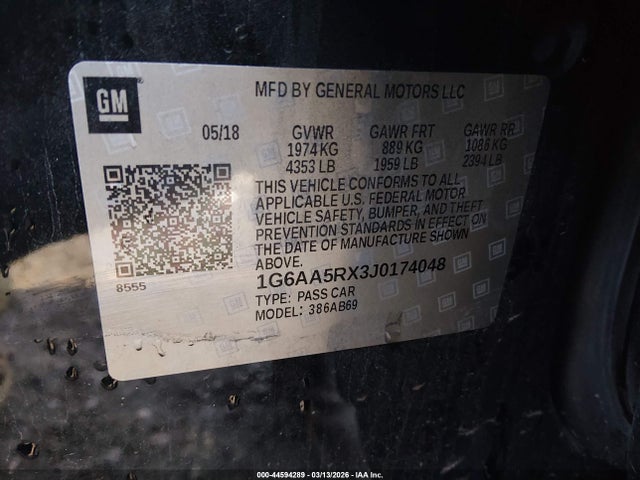 GM
MFD BY GENERAL MOTORS LLC
05/18 GVWR GAWR FRT GAWR RR
1974 KG 889 KG 1086 KG
4353 LB 1959 LB 2394 LB
THIS VEHICLE CONFORMS TO ALL
APPLICABLE U.S. FEDERAL MOTOR
VEHICLE SAFETY, BUMPER, AND THEFT
PREVENTION STANDARDS IN EFFECT ON
THE DATE OF MANUFACTURE SHOWN
ABOVE.
8555
1G6AA5RX3J0174048
TYPE: PASS CAR
MODEL: 386AB69
000-44594289 | 03/13/2026 | IAA Inc.